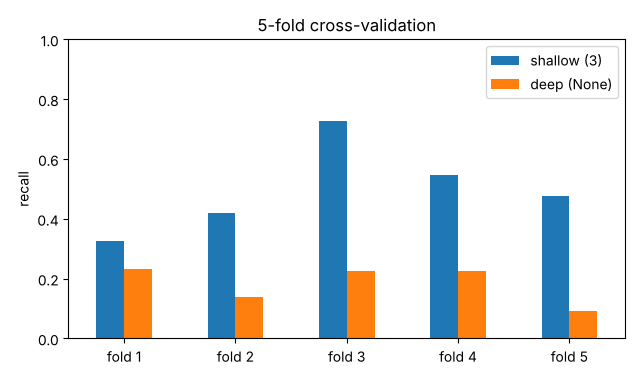 5-fold cross-validation
shallow (3)
deep (None)
recall
1.0
0.8
0.6
0.4
0.2
0.0
fold 1
fold 2
fold 3
fold 4
fold 5